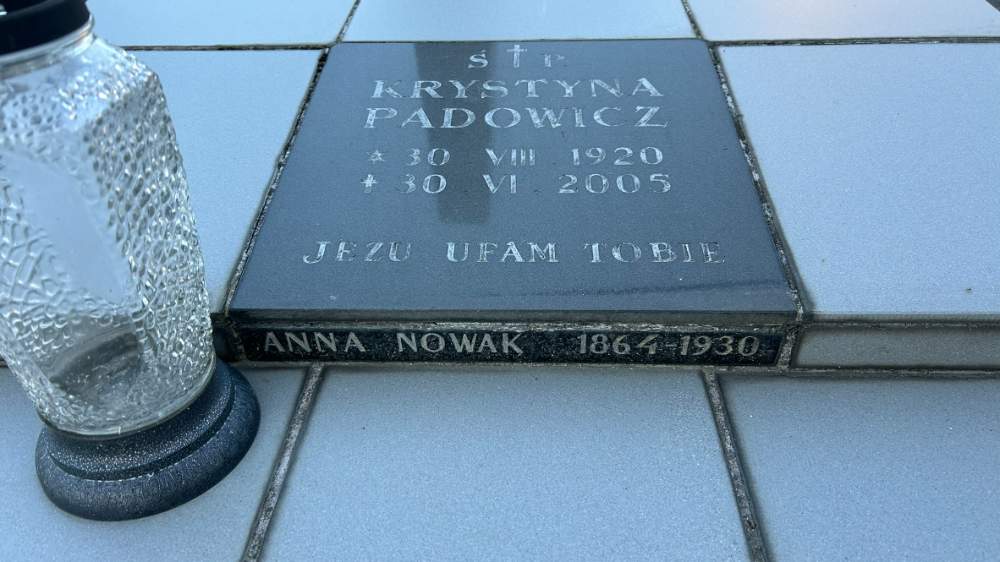 Ś † P
KRYSTYNA
PADOWICZ
* 30 VIII 1920
† 30 VI 2005
JEZU UFAM TOBIE
ANNA NOWAK 1864-1930